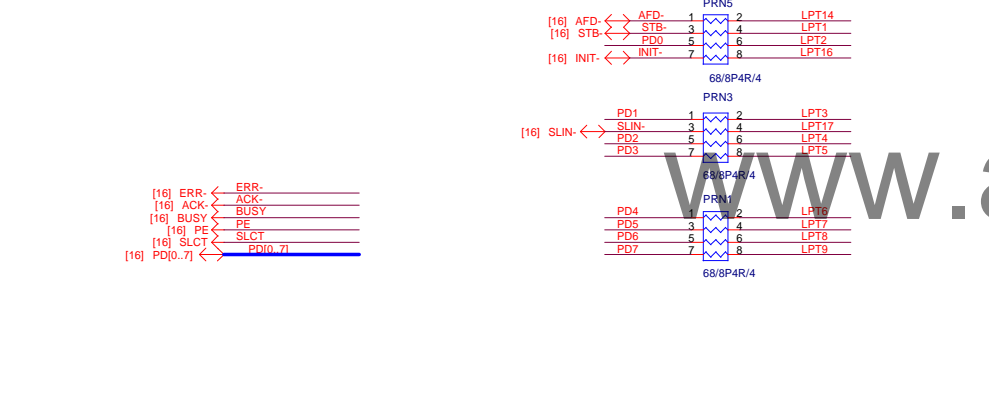 PRN5
[16] AFD- AFD- 1 2 LPT14
[16] STB- STB- 3 4 LPT1
PD0 5 6 LPT2
[16] INIT- INIT- 7 8 LPT16
68/8P4R/4
PRN3
PD1 1 2 LPT3
[16] SLIN- SLIN- 3 4 LPT17
PD2 5 6 LPT4
PD3 7 8 LPT5
68/8P4R/4
www.a
[16] ERR- ERR-
[16] ACK- ACK-
[16] BUSY BUSY
[16] PE PE
[16] SLCT SLCT
[16] PD[0..7] PD[0..7]
PRN1
PD4 1 2 LPT6
PD5 3 4 LPT7
PD6 5 6 LPT8
PD7 7 8 LPT9
68/8P4R/4